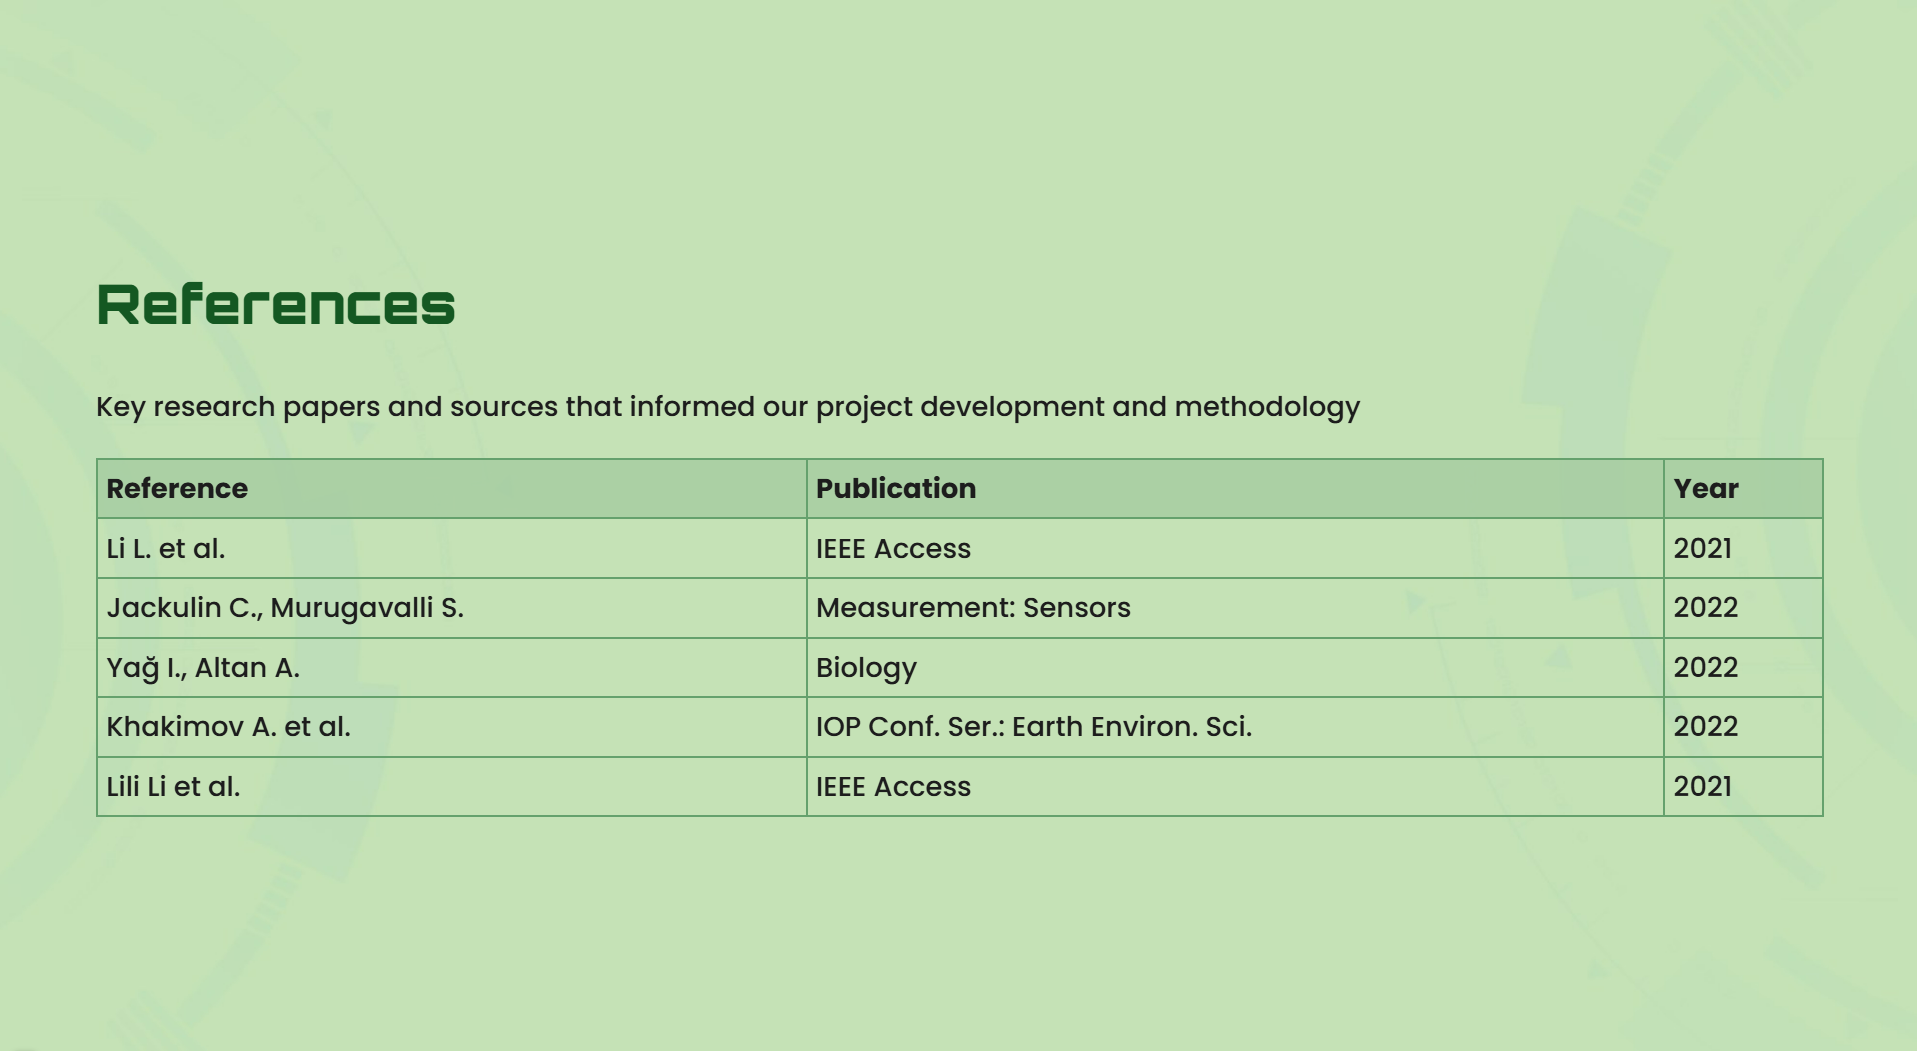 References
Key research papers and sources that informed our project development and methodology
Reference Publication Year
Li L. et al. IEEE Access 2021
Jackulin C., Murugavalli S. Measurement: Sensors 2022
Yağ I., Altan A. Biology 2022
Khakimov A. et al. IOP Conf. Ser.: Earth Environ. Sci. 2022
Lili Li et al. IEEE Access 2021